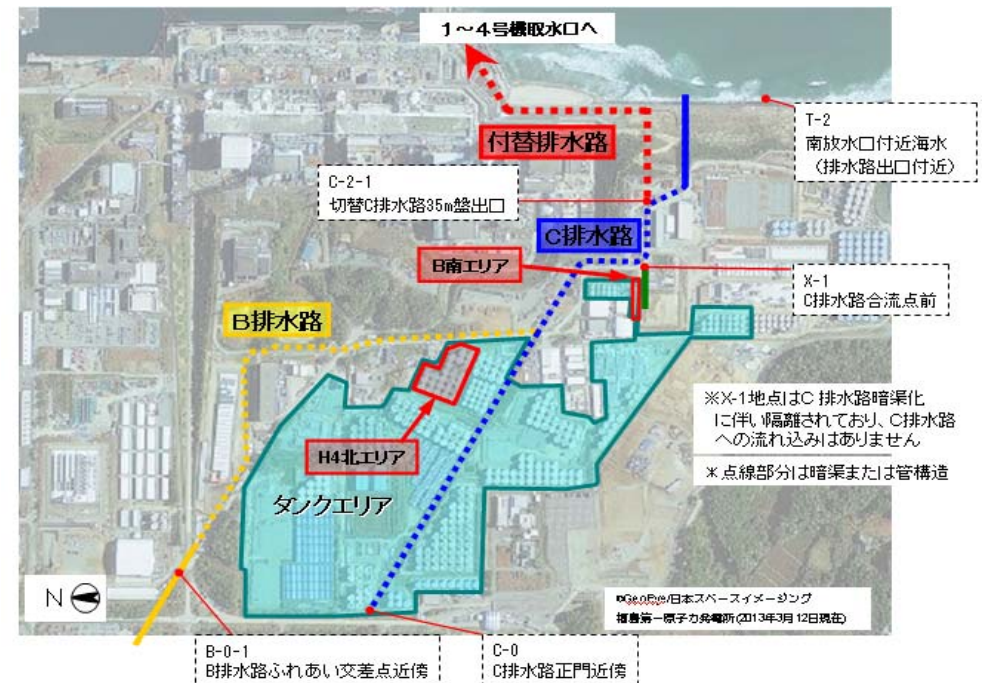 1～4号機取水口へ
T-2
南放水口付近海水
（排水路出口付近）
付替排水路
C-2-1
切替C排水路35m盤出口
C排水路
B南エリア
X-1
C排水路合流点前
B排水路
※X-1地点はC 排水路暗渠化
に伴い隔離されており、C排水路
への流れ込みはありません
H4北エリア
＊点線部分は暗渠または管構造
タンクエリア
N
©GeoEye/日本スペースイメージング
福島第一原子力発電所(2013年3月12日現在)
B-0-1
B排水路ふれあい交差点近傍
C-0
C排水路正門近傍